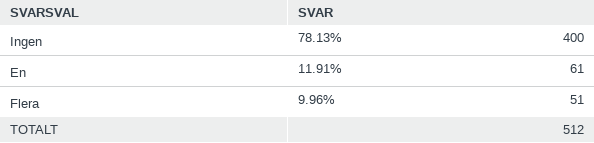 SVARSVAL SVAR
Ingen 78.13% 400
En 11.91% 61
Flera 9.96% 51
TOTALT 512